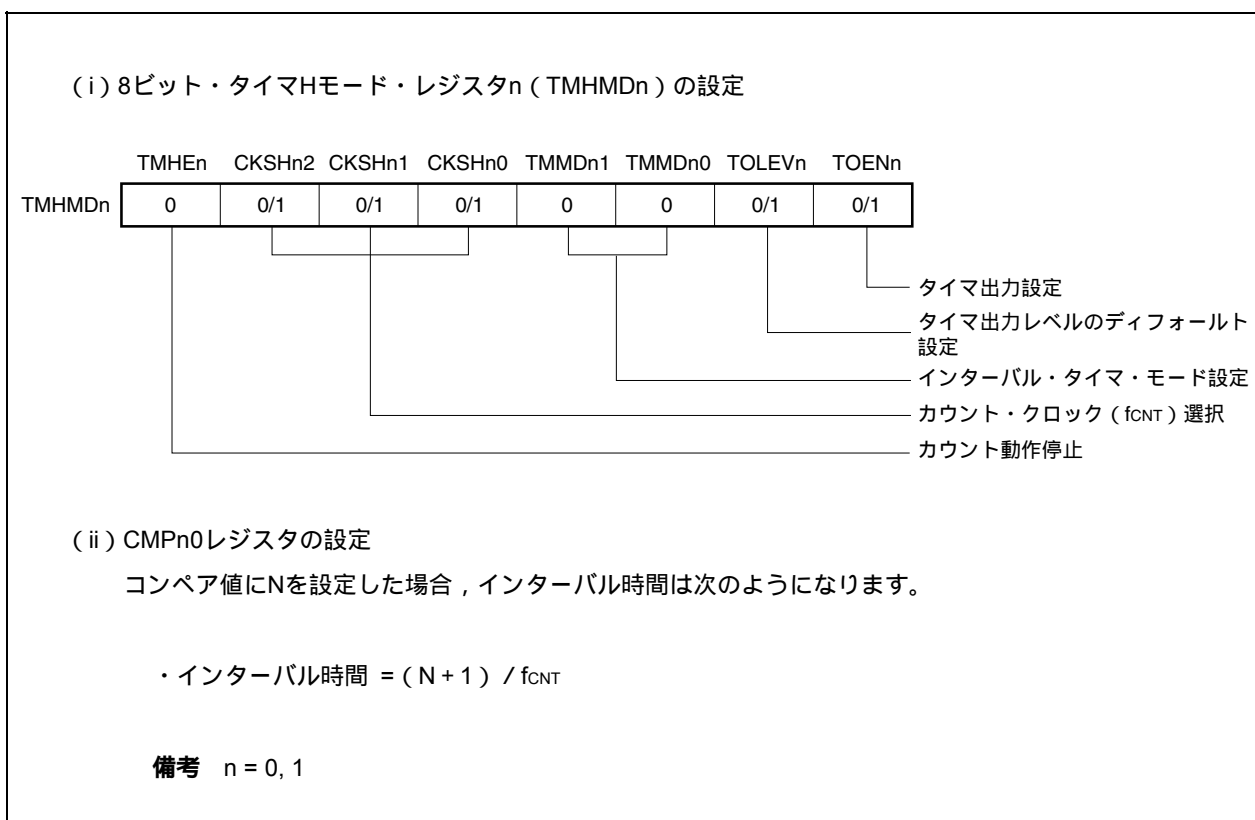 （i）8ビット・タイマHモード・レジスタn（TMHMDn）の設定
TMHEn CKSHn2 CKSHn1 CKSHn0 TMMDn1 TMMDn0 TOLEVn TOENn
TMHMDn 0 0/1 0/1 0/1 0 0 0/1 0/1
タイマ出力設定
タイマ出力レベルのディフォールト
設定
インターバル・タイマ・モード設定
カウント・クロック（fCNT）選択
カウント動作停止
（ii）CMPn0レジスタの設定
コンペア値にNを設定した場合，インターバル時間は次のようになります。
・インターバル時間 =（N + 1）/ fCNT
備考 n = 0, 1